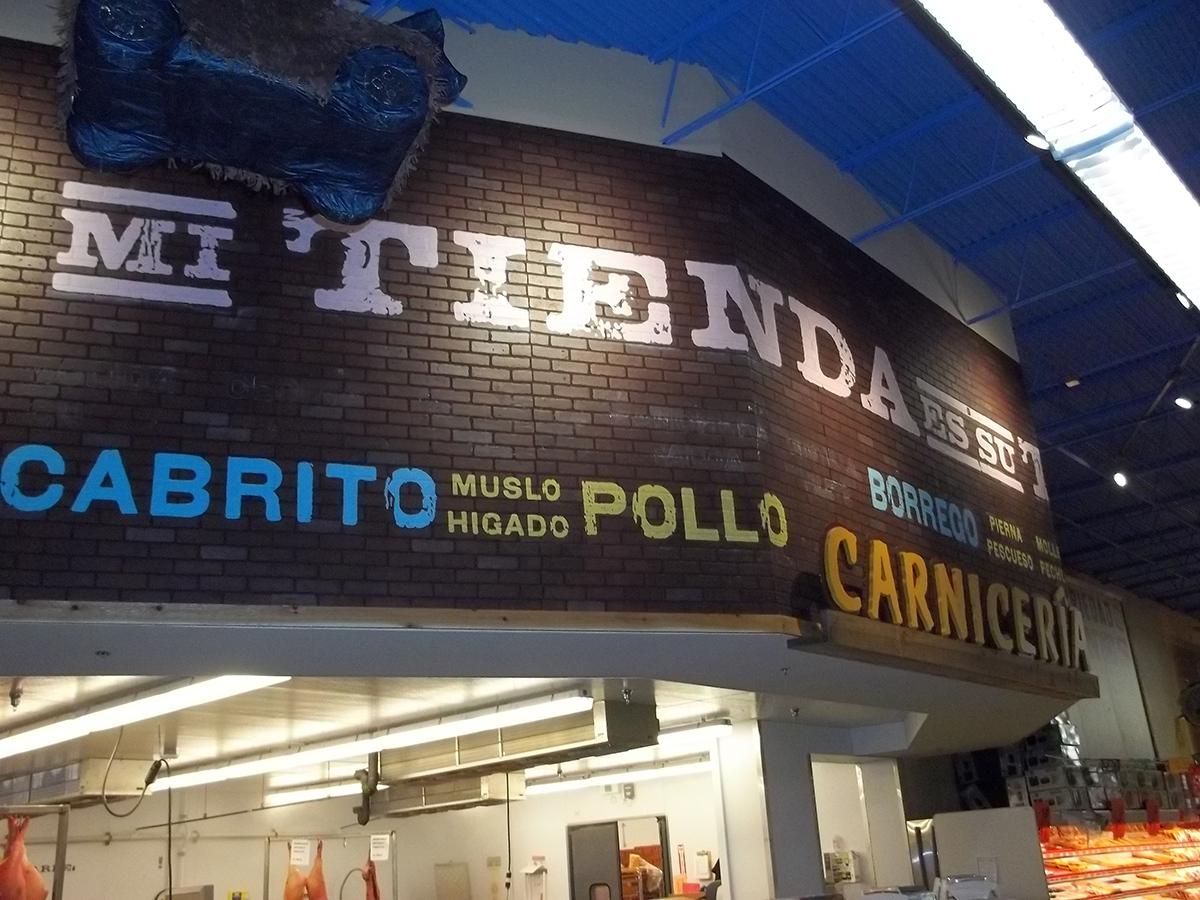 MI TIENDA ES SU T
CABRITO MUSLO HIGADO POLLO
BORREGO PIERNA PESCUESO
CARNICERÍA